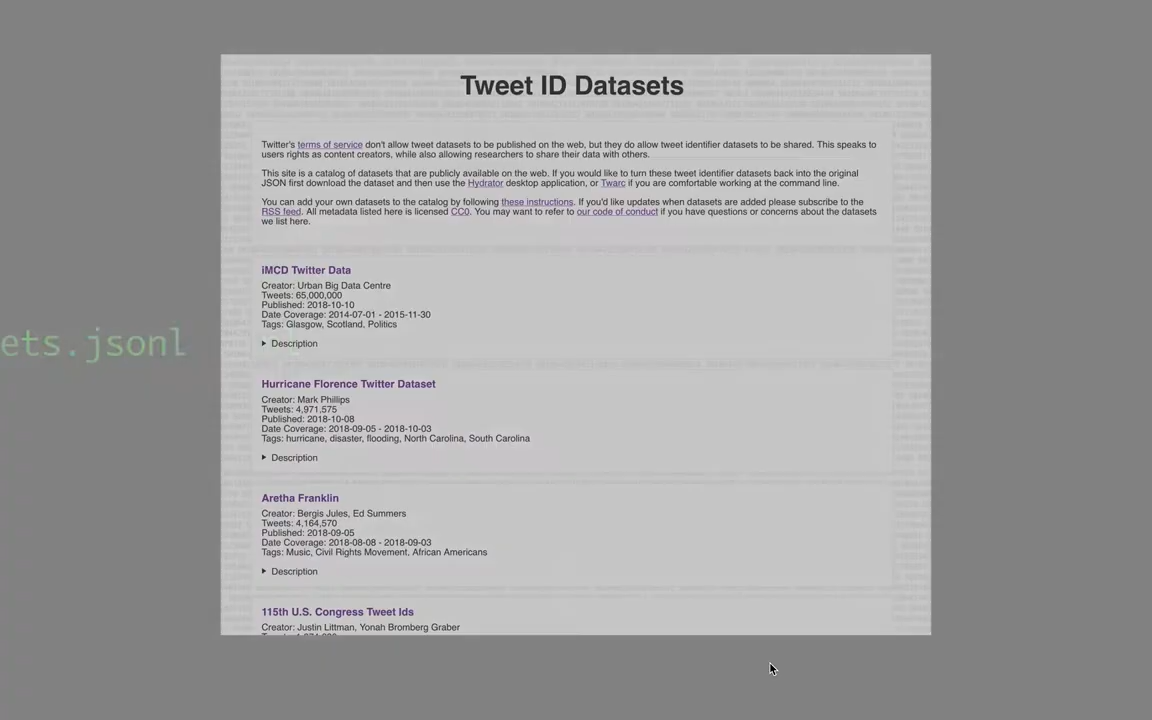 Tweet ID Datasets
Twitter's terms of service don't allow tweet datasets to be published on the web, but they do allow tweet identifier datasets to be shared. This speaks to
users rights as content creators, while also allowing researchers to share their data with others.
This site is a catalog of datasets that are publicly available on the web. If you would like to turn these tweet identifier datasets back into the original
JSON first download the dataset and then use the Hydrator desktop application, or Twarc if you are comfortable working at the command line.
You can add your own datasets to the catalog by following these instructions. If you'd like updates when datasets are added please subscribe to the
RSS feed. All metadata listed here is licensed CC0. You may want to refer to our code of conduct if you have questions or concerns about the datasets
we list here.
iMCD Twitter Data
Creator: Urban Big Data Centre
Tweets: 65,000,000
Published: 2018-10-10
Date Coverage: 2014-07-01 - 2015-11-30
Tags: Glasgow, Scotland, Politics
ets.jsonl
Description
Hurricane Florence Twitter Dataset
Creator: Mark Phillips
Tweets: 4,971,575
Published: 2018-10-08
Date Coverage: 2018-09-05 - 2018-10-03
Tags: hurricane, disaster, flooding, North Carolina, South Carolina
Description
Aretha Franklin
Creator: Bergis Jules, Ed Summers
Tweets: 4,164,570
Published: 2018-09-05
Date Coverage: 2018-08-08 - 2018-09-03
Tags: Music, Civil Rights Movement, African Americans
Description
115th U.S. Congress Tweet Ids
Creator: Justin Littman, Yonah Bromberg Graber